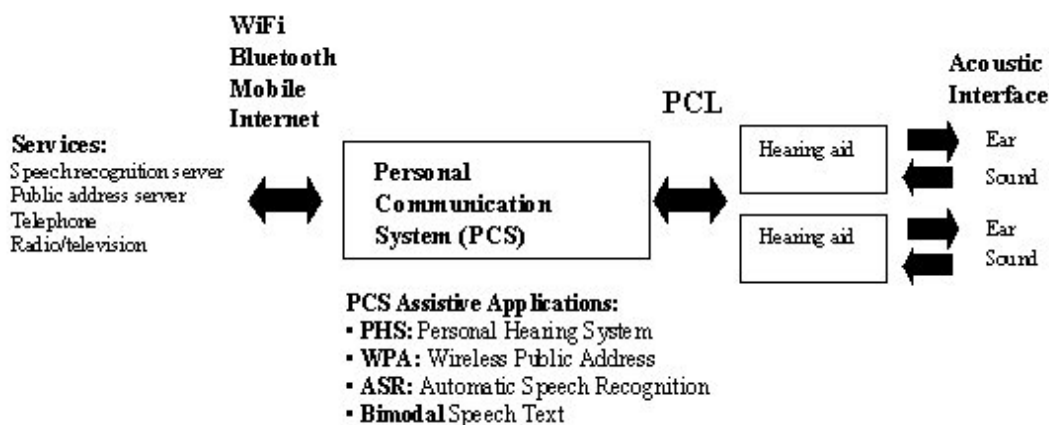 WiFi
Bluetooth
Mobile
Internet
Services:
Speech recognition server
Public address server
Telephone
Radio/television
Personal
Communication
System (PCS)
PCL
Hearing aid
Hearing aid
Acoustic
Interface
Ear
Sound
Ear
Sound
PCS Assistive Applications:
• PHS: Personal Hearing System
• WPA: Wireless Public Address
• ASR: Automatic Speech Recognition
• Bimodal Speech Text